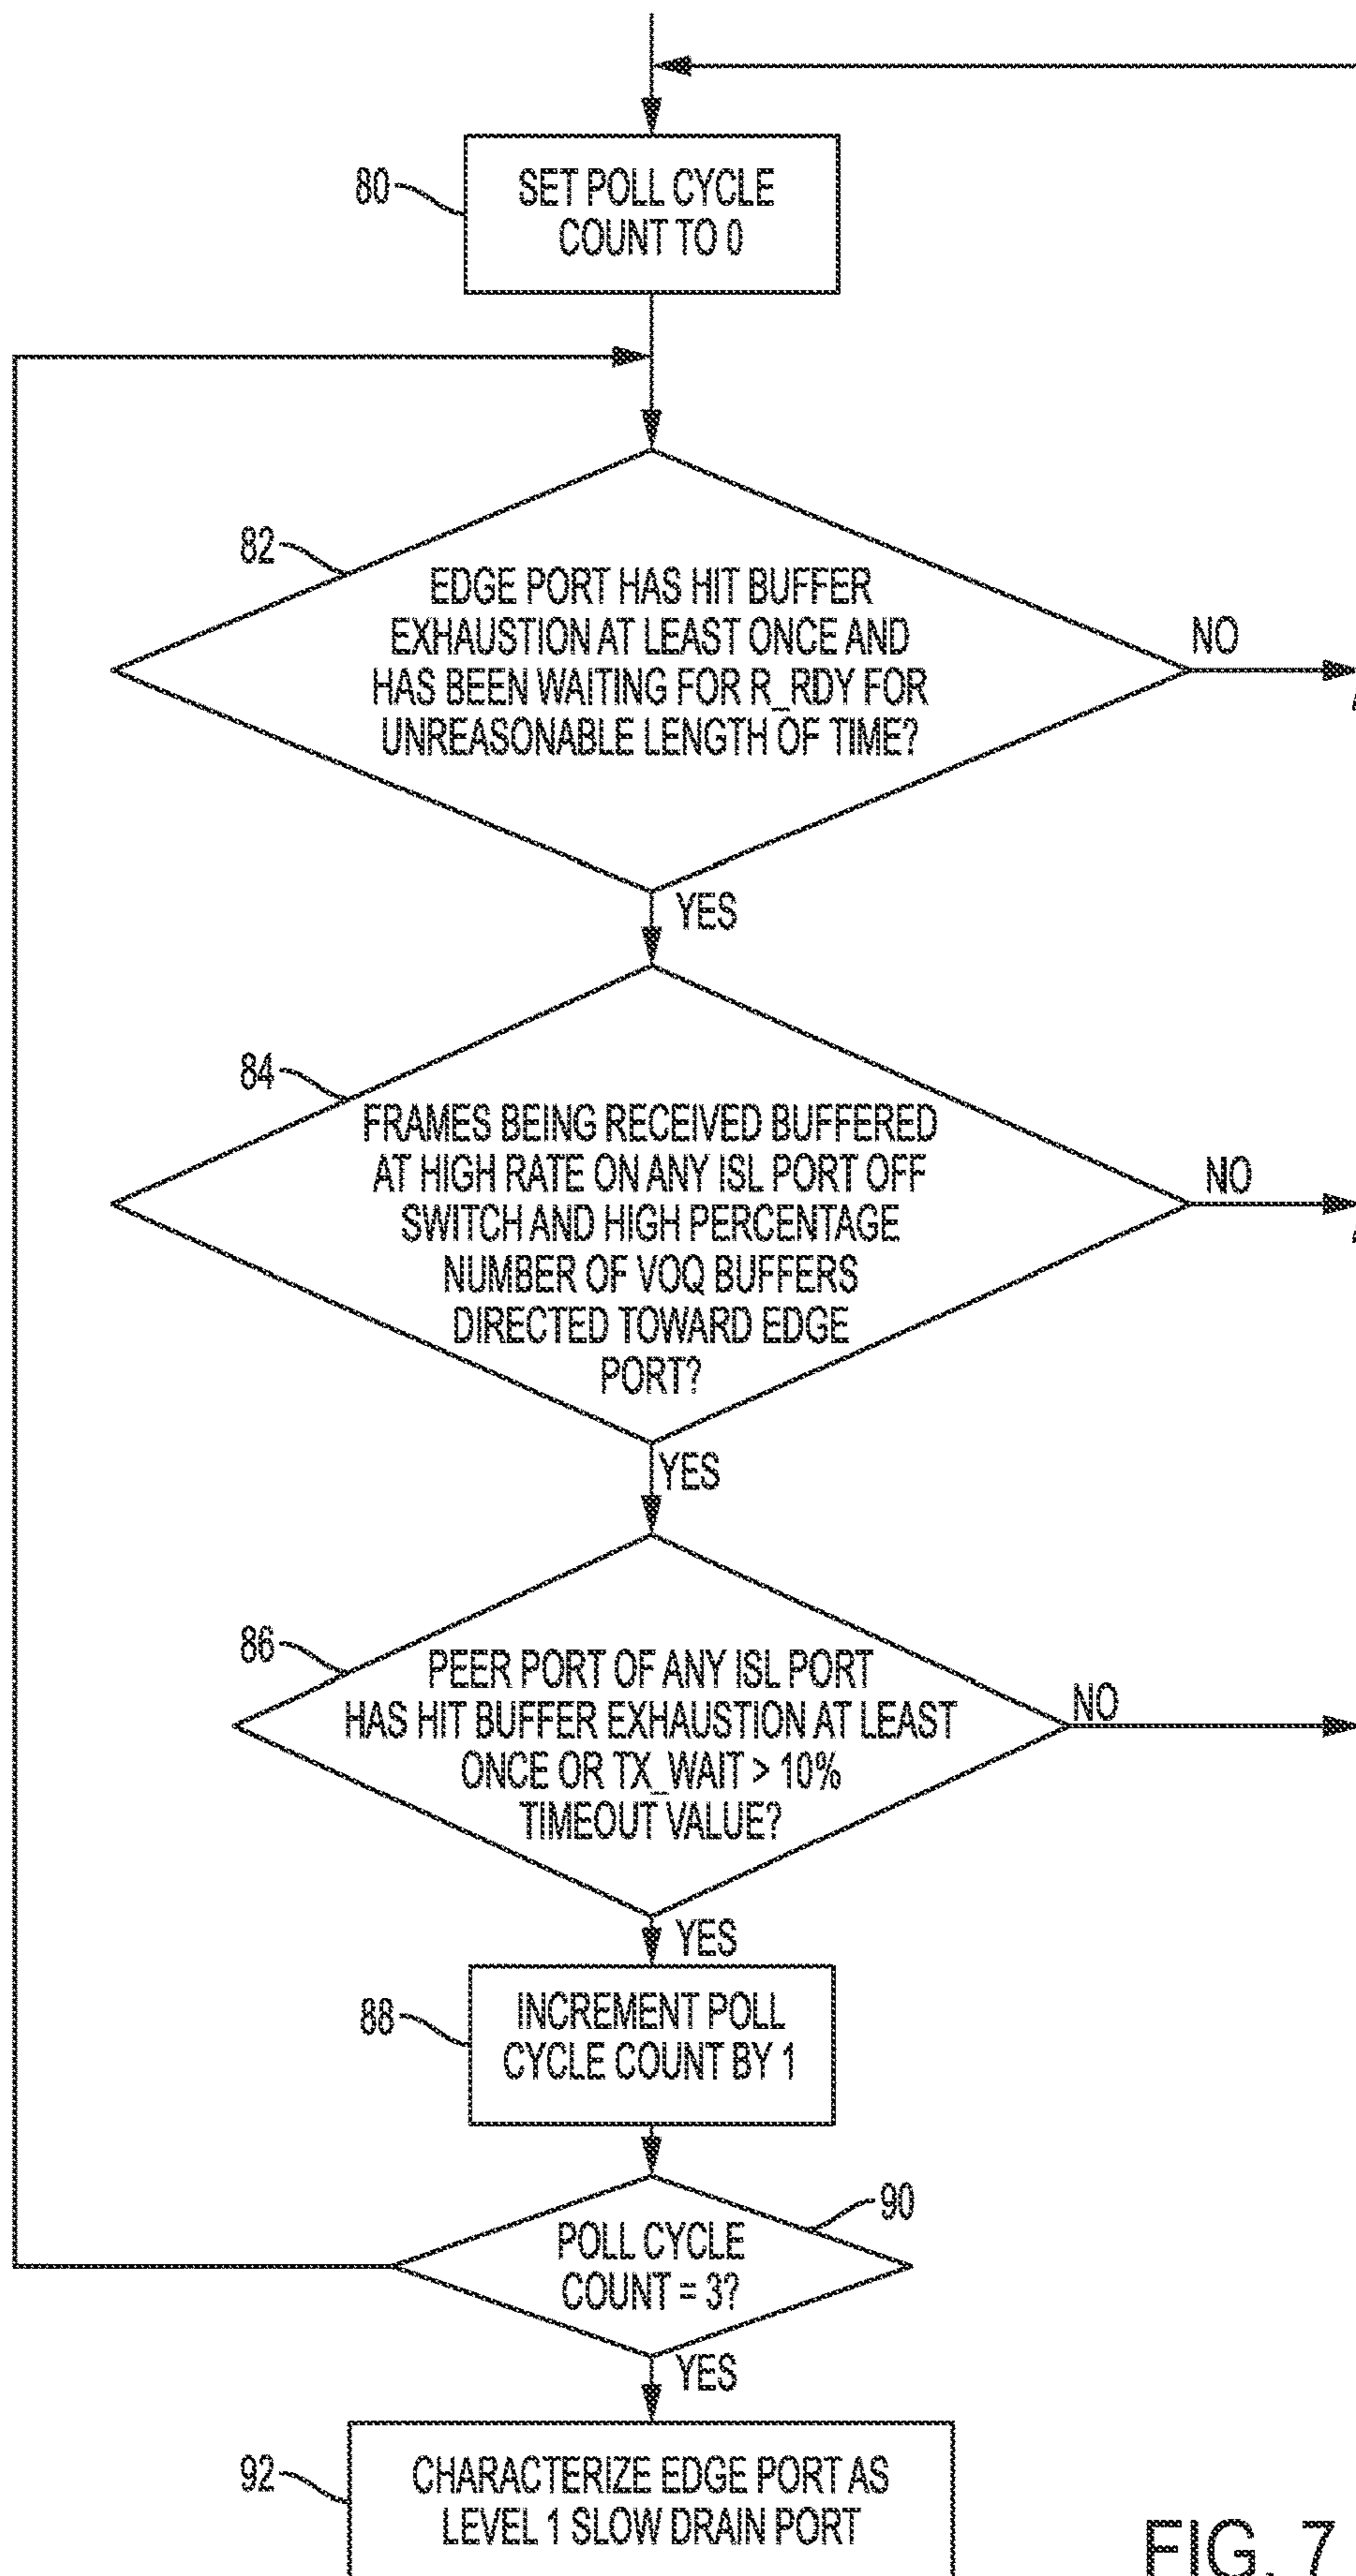 80
SET POLL CYCLE
COUNT TO 0
82
EDGE PORT HAS HIT BUFFER
EXHAUSTION AT LEAST ONCE AND
HAS BEEN WAITING FOR R_RDY FOR
UNREASONABLE LENGTH OF TIME?
NO
YES
84
FRAMES BEING RECEIVED BUFFERED
AT HIGH RATE ON ANY ISL PORT OFF
SWITCH AND HIGH PERCENTAGE
NUMBER OF VOQ BUFFERS
DIRECTED TOWARD EDGE
PORT?
NO
YES
86
PEER PORT OF ANY ISL PORT
HAS HIT BUFFER EXHAUSTION AT LEAST
ONCE OR TX_WAIT > 10%
TIMEOUT VALUE?
NO
YES
88
INCREMENT POLL
CYCLE COUNT BY 1
90
POLL CYCLE
COUNT = 3?
YES
92
CHARACTERIZE EDGE PORT AS
LEVEL 1 SLOW DRAIN PORT
FIG. 7